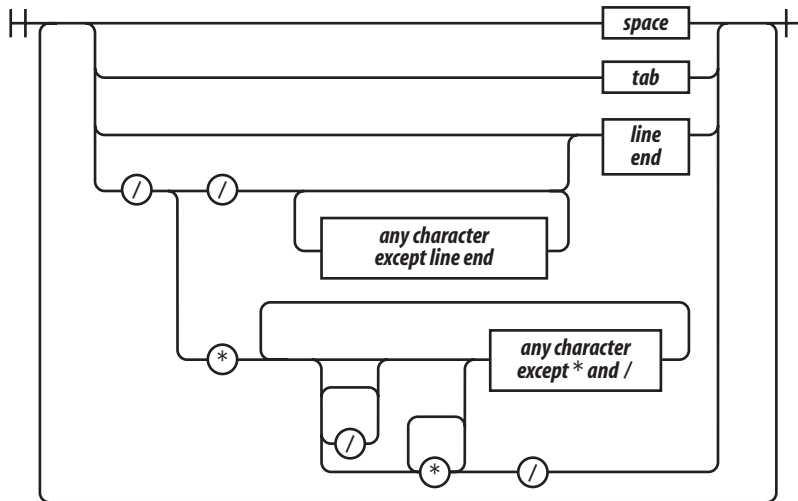 space
tab
line
end
/ /
any character
except line end
*
any character
except * and /
/
* /